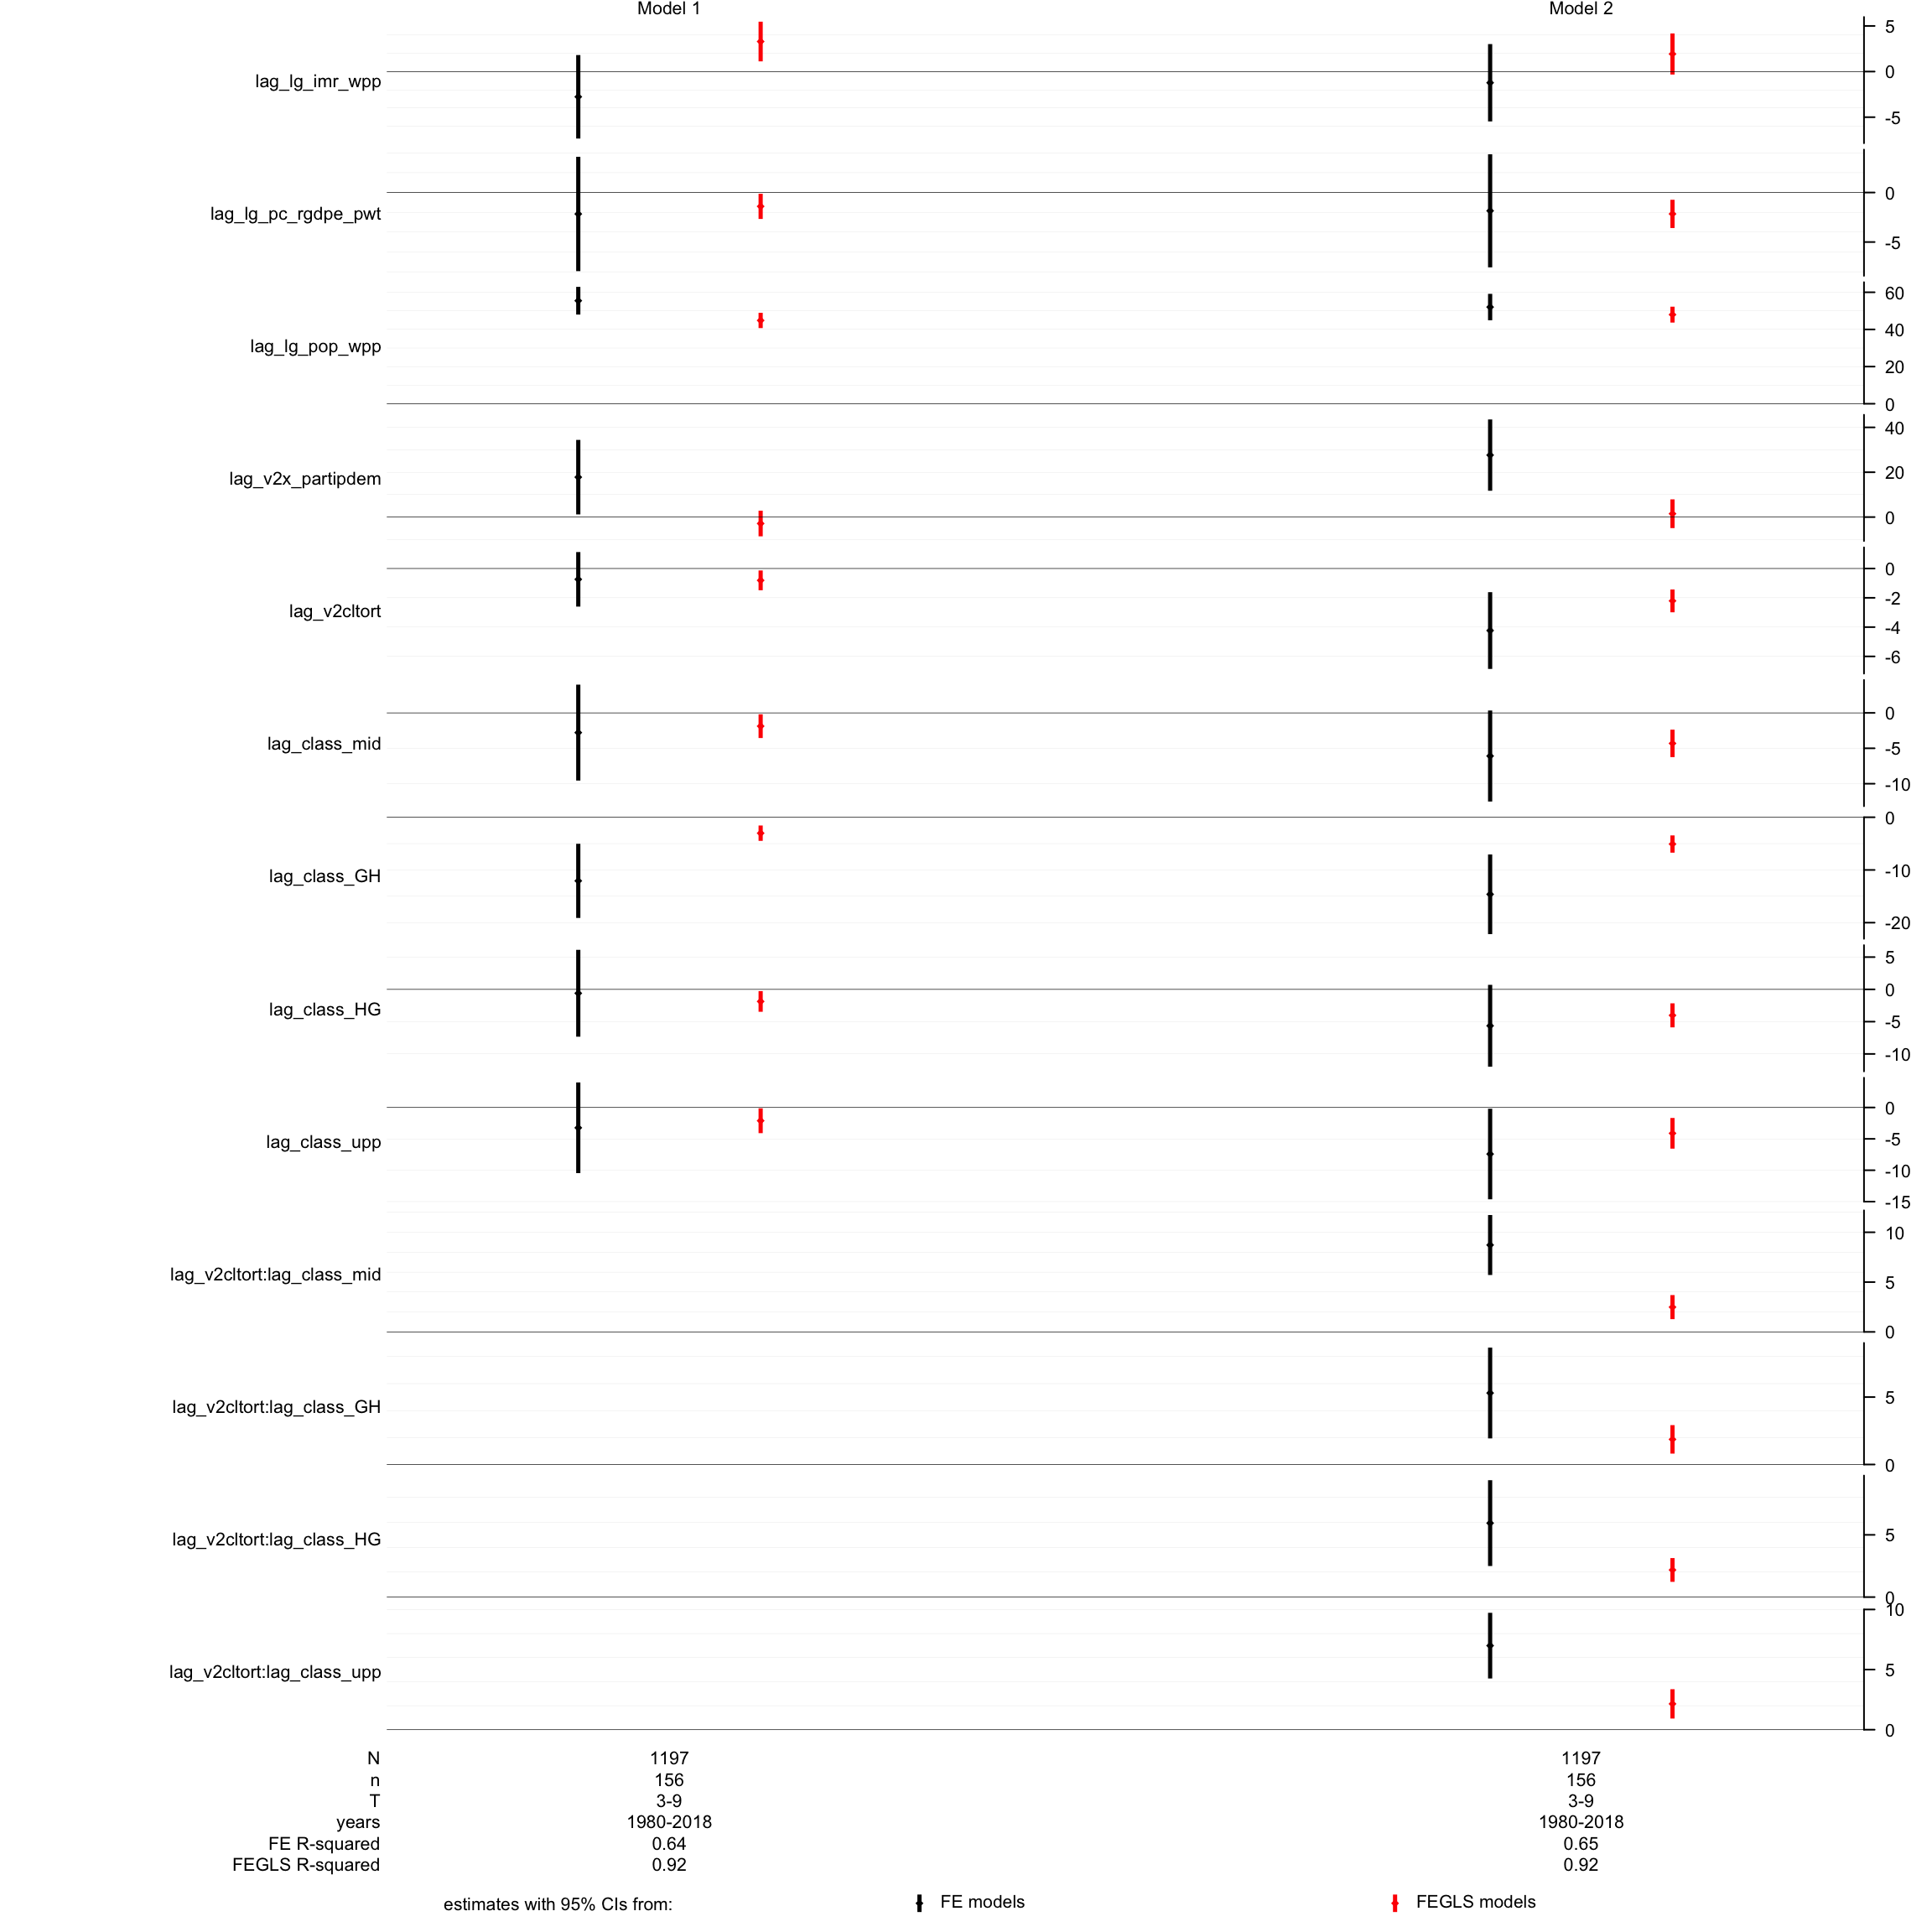 Model 1 Model 2
lag_lg_imr_wpp
5
0
-5
lag_lg_pc_rgdpe_pwt
0
-5
lag_lg_pop_wpp
60
40
20
0
lag_v2x_partipdem
40
20
0
lag_v2cltort
0
-2
-4
-6
lag_class_mid
0
-5
-10
lag_class_GH
0
-10
-20
lag_class_HG
5
0
-5
-10
lag_class_upp
0
-5
-10
-15
lag_v2cltort:lag_class_mid
10
5
0
lag_v2cltort:lag_class_GH
5
0
lag_v2cltort:lag_class_HG
5
0
lag_v2cltort:lag_class_upp
10
5
0
N 1197 1197
n 156 156
T 3-9 3-9
years 1980-2018 1980-2018
FE R-squared 0.64 0.65
FEGLS R-squared 0.92 0.92
estimates with 95% CIs from: FE models FEGLS models